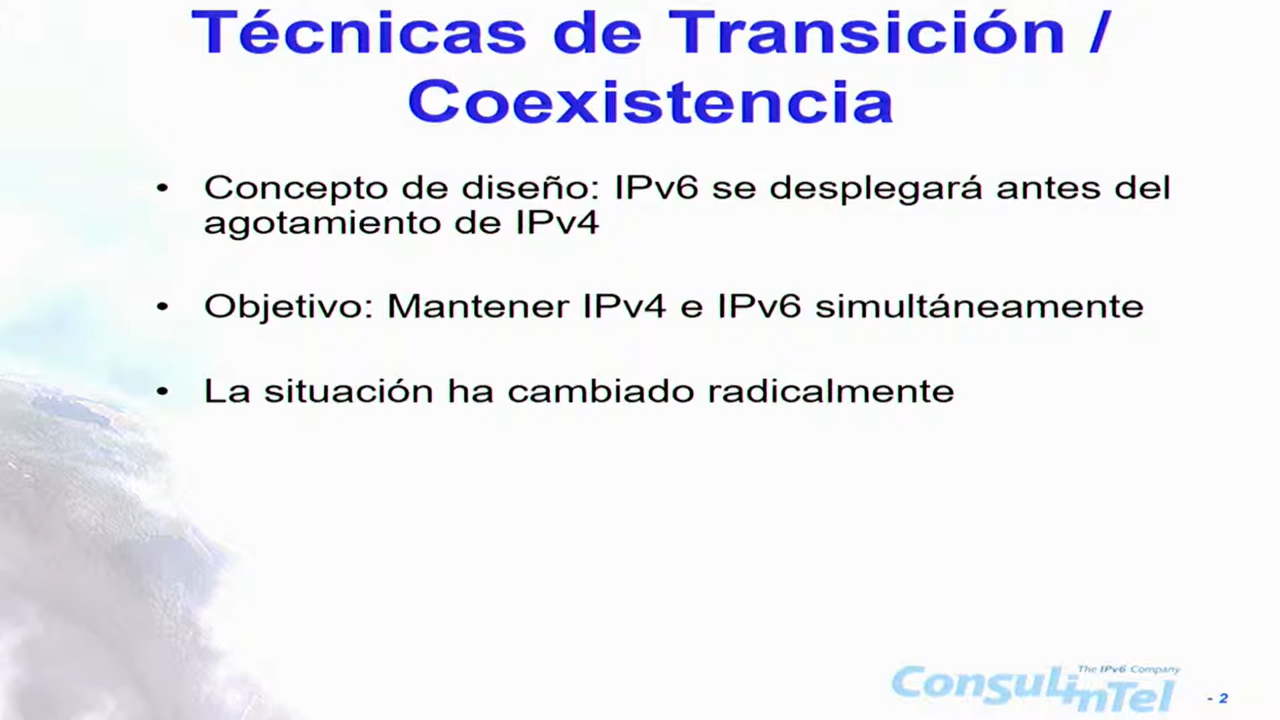 Técnicas de Transición /
Coexistencia
• Concepto de diseño: IPv6 se desplegará antes del
agotamiento de IPv4
• Objetivo: Mantener IPv4 e IPv6 simultáneamente
• La situación ha cambiado radicalmente
The IPv6 Company
ConsulinTel
- 2